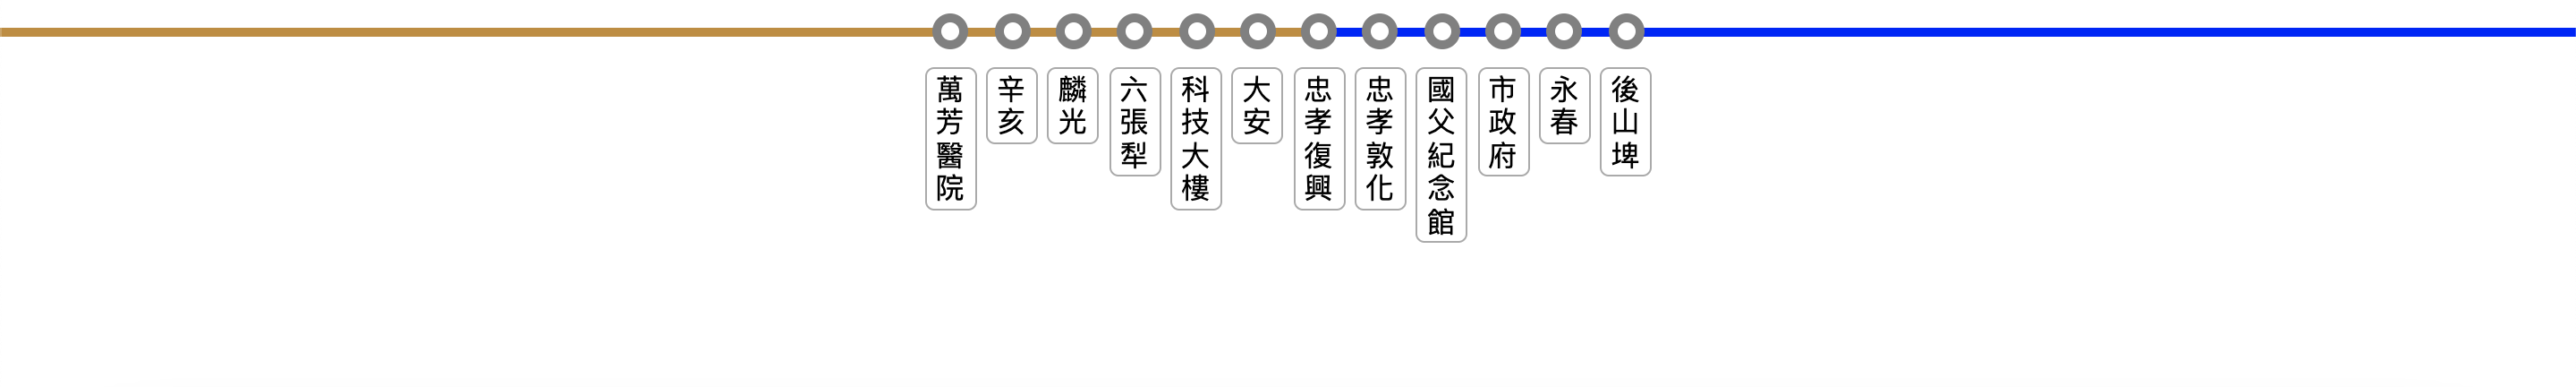 萬芳醫院
辛亥
麟光
六張犁
科技大樓
大安
忠孝復興
忠孝敦化
國父紀念館
市政府
永春
後山埤